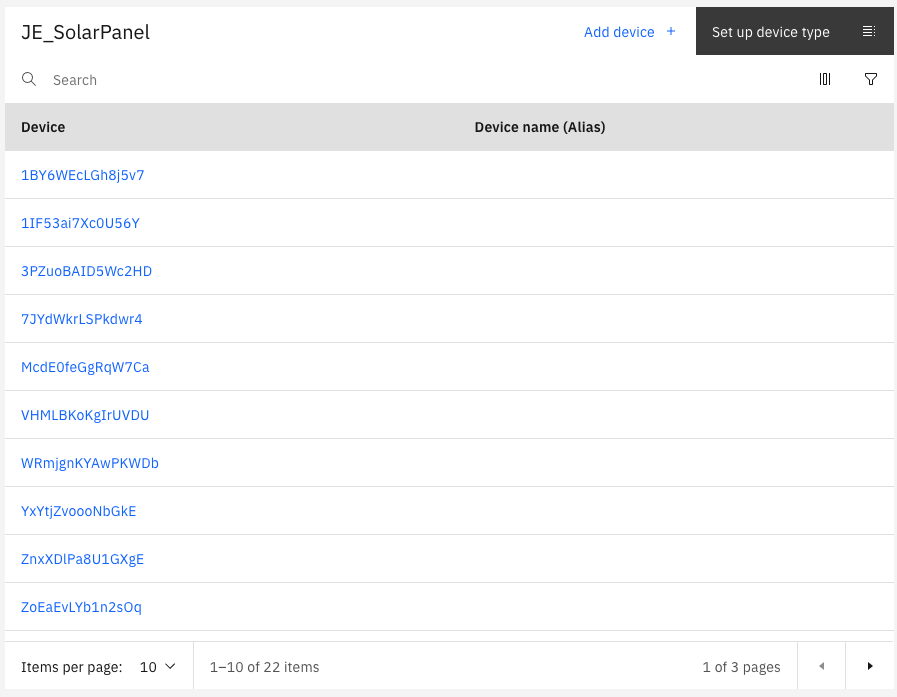 JE_SolarPanel Add device + Set up device type
Search
Device Device name (Alias)
1BY6WEcLGh8j5v7
1IF53ai7Xc0U56Y
3PZuoBAID5Wc2HD
7JYdWkrLSPkdwr4
McdE0feGgRqW7Ca
VHMLBKoKgIrUVDU
WRmjgnKYAwPKWDb
YxYtjZvoooNbGkE
ZnxXDlPa8U1GXgE
ZoEaEvLYb1n2sOq
Items per page: 10 1–10 of 22 items 1 of 3 pages